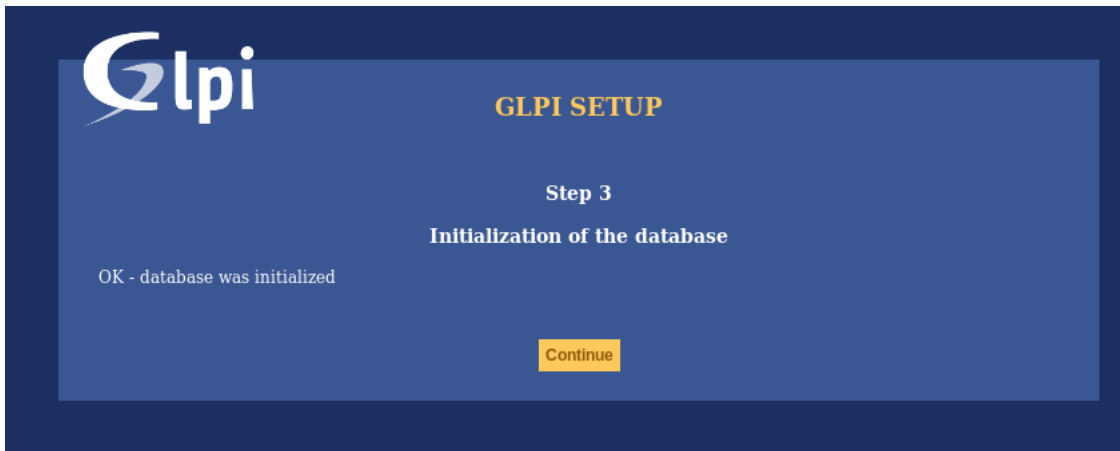 Glpi
GLPI SETUP
Step 3
Initialization of the database
OK - database was initialized
Continue